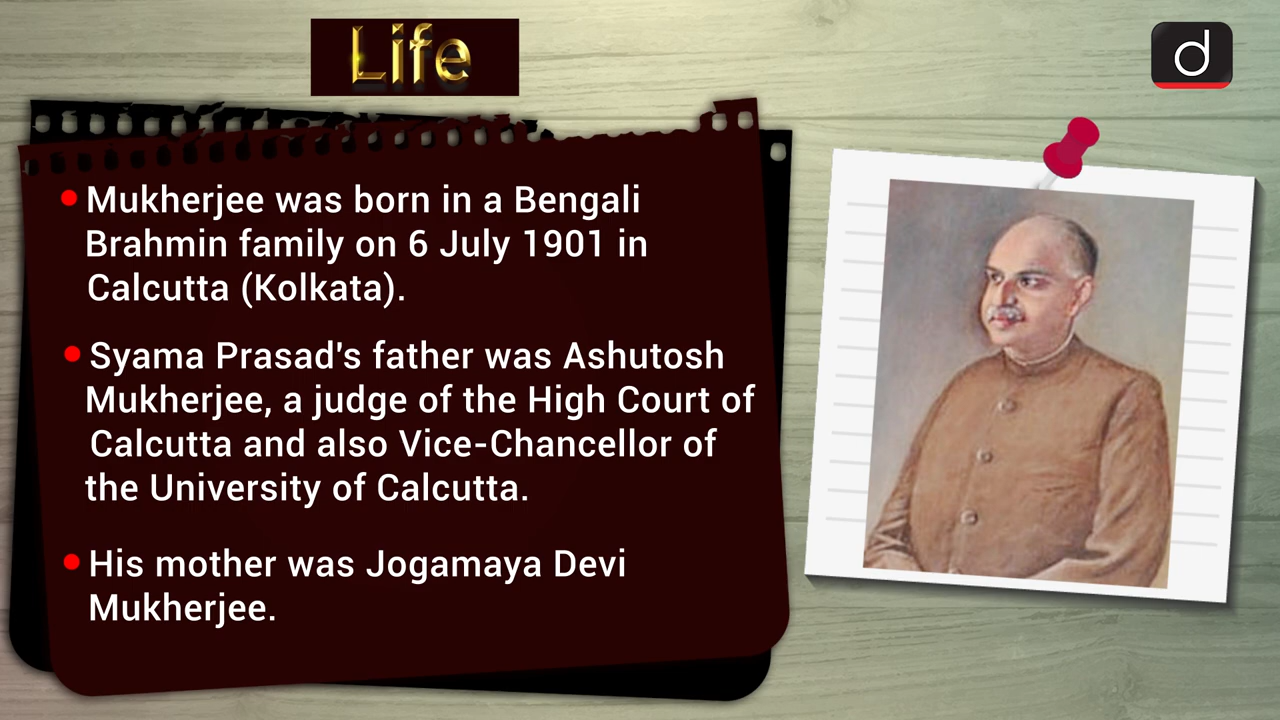 Life
d
Mukherjee was born in a Bengali
Brahmin family on 6 July 1901 in
Calcutta (Kolkata).
Syama Prasad's father was Ashutosh
Mukherjee, a judge of the High Court of
Calcutta and also Vice-Chancellor of
the University of Calcutta.
His mother was Jogamaya Devi
Mukherjee.